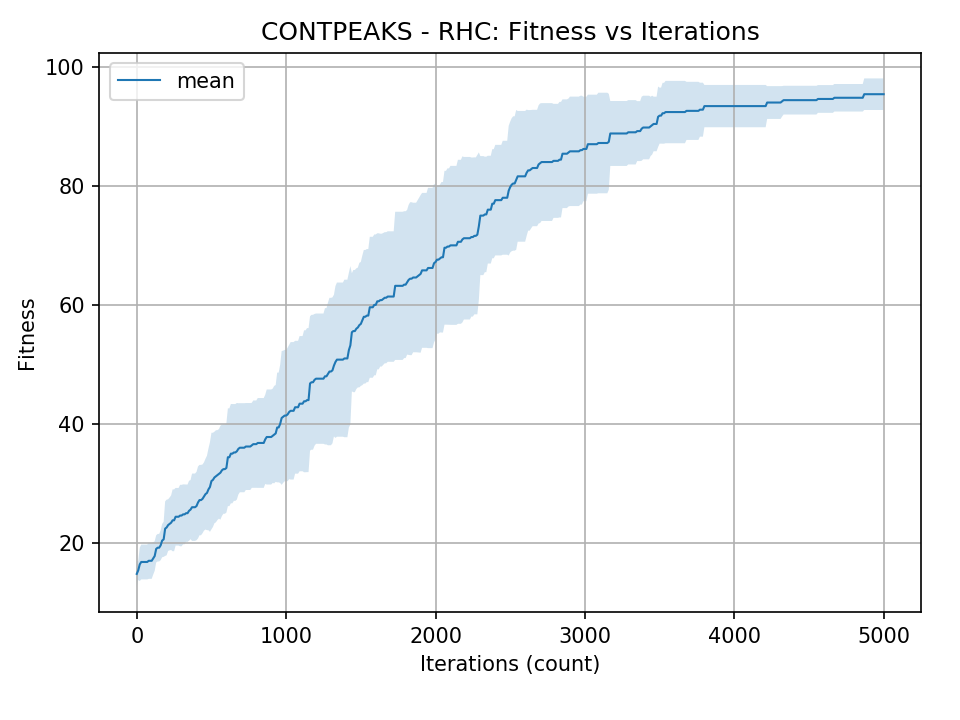 CONTPEAKS - RHC: Fitness vs Iterations
mean
Fitness
100
80
60
40
20
0 1000 2000 3000 4000 5000
Iterations (count)